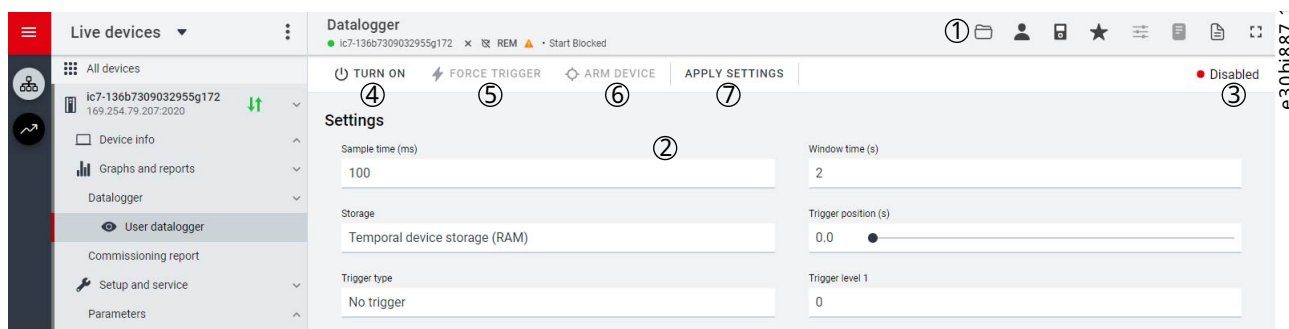 Live devices
Datalogger
ic7-136b7309032955g172 REM • Start Blocked
①
All devices
TURN ON FORCE TRIGGER ARM DEVICE APPLY SETTINGS Disabled
④ ⑤ ⑥ ⑦ ③
ic7-136b7309032955g172
169.254.79.207:2020
Settings
Device info
Sample time (ms) ② Window time (s)
100 2
Graphs and reports
Datalogger
Storage Trigger position (s)
User datalogger
Temporal device storage (RAM) 0.0
Commissioning report
Trigger type Trigger level 1
Setup and service
No trigger 0
Parameters